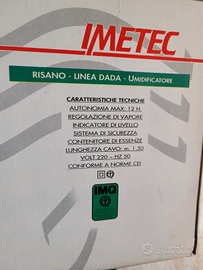 IMETEC
RISANO - LINEA DADA - UMIDIFICATORE
CARATTERISTICHE TECNICHE
AUTONOMIA MAX: 12 H.
REGOLAZIONE DI VAPORE
INDICATORE DI LIVELLO
SISTEMA DI SICUREZZA
CONTENITORE DI ESSENZE
LUNGHEZZA CAVO: m. 1,50
VOLT 220 ~ HZ 50
CONFORME A NORME CEI
IMQ
subito